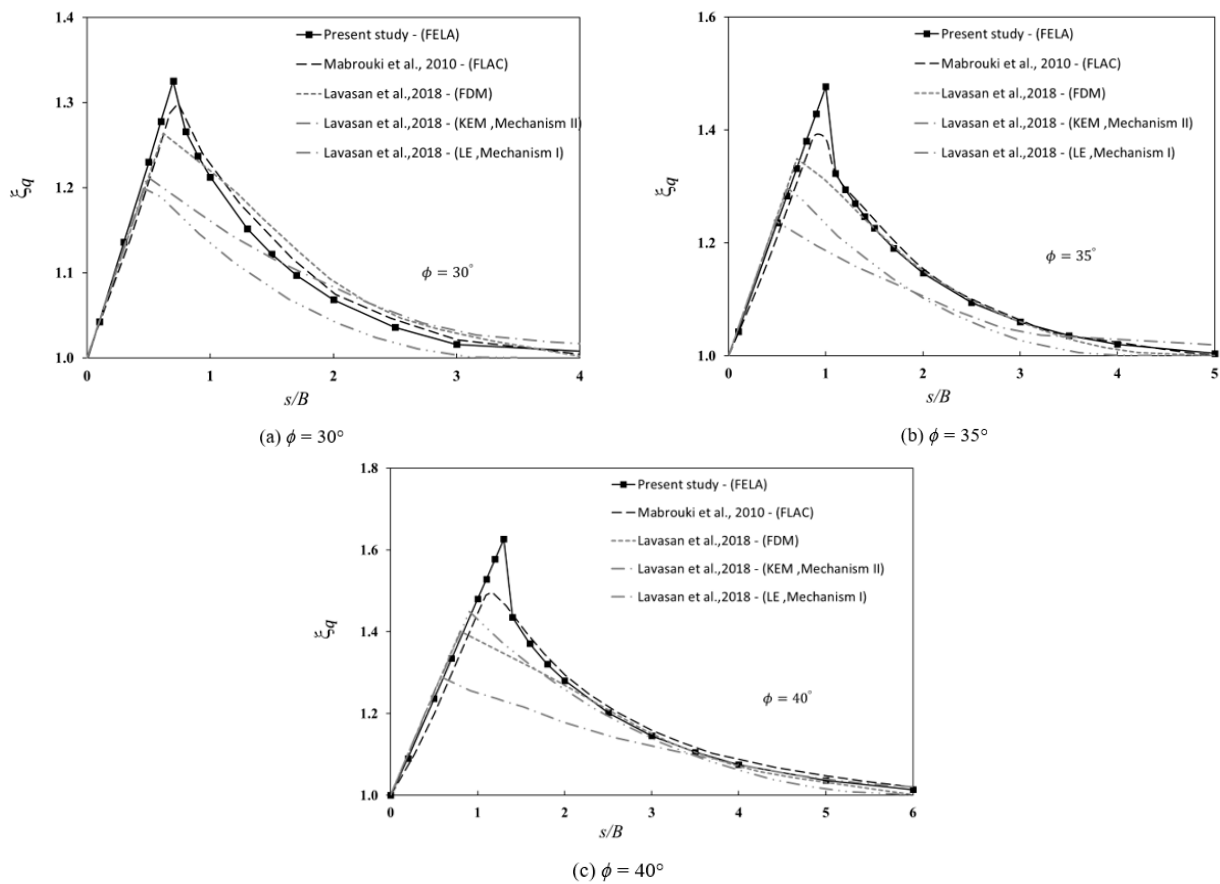 1.4
1.3
1.2
1.1
1.0
ξq
0
1
2
3
4
s/B
Present study - (FELA)
Mabrouki et al., 2010 - (FLAC)
Lavasan et al.,2018 - (FDM)
Lavasan et al.,2018 - (KEM ,Mechanism II)
Lavasan et al.,2018 - (LE ,Mechanism I)
ϕ = 30°
(a) ϕ = 30°
1.6
1.4
1.2
1.0
ξq
0
1
2
3
4
5
s/B
Present study - (FELA)
Mabrouki et al., 2010 - (FLAC)
Lavasan et al.,2018 - (FDM)
Lavasan et al.,2018 - (KEM ,Mechanism II)
Lavasan et al.,2018 - (LE ,Mechanism I)
ϕ = 35°
(b) ϕ = 35°
1.8
1.6
1.4
1.2
1.0
ξq
0
1
2
3
4
5
6
s/B
Present study - (FELA)
Mabrouki et al., 2010 - (FLAC)
Lavasan et al.,2018 - (FDM)
Lavasan et al.,2018 - (KEM ,Mechanism II)
Lavasan et al.,2018 - (LE ,Mechanism I)
ϕ = 40°
(c) ϕ = 40°